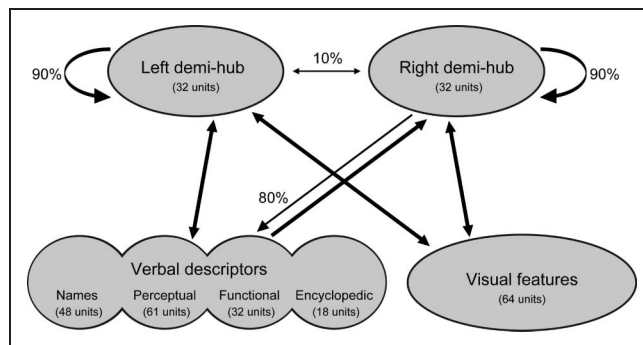 90%
Left demi-hub
(32 units)
10%
Right demi-hub
(32 units)
90%
80%
Verbal descriptors
Names
(48 units)
Perceptual
(61 units)
Functional
(32 units)
Encyclopedic
(18 units)
Visual features
(64 units)